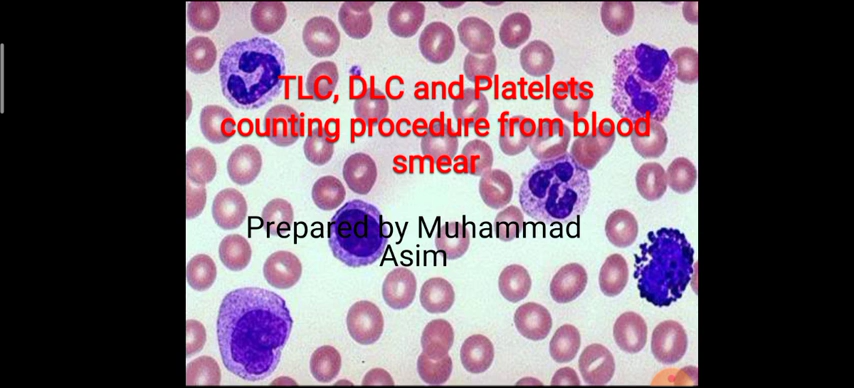 TLC, DLC and Platelets
counting procedure from blood
smear
Prepared by Muhammad
Asim